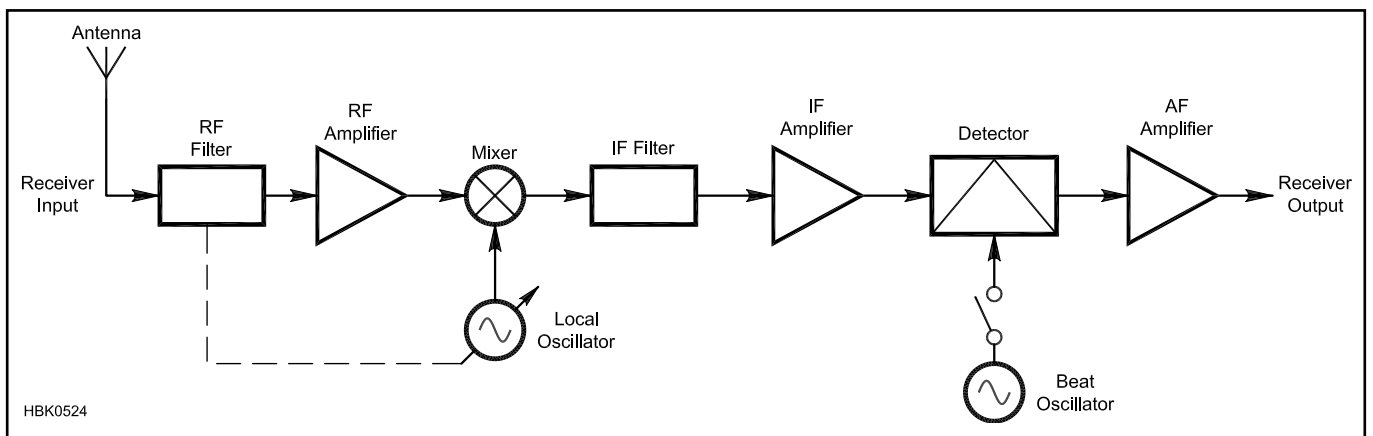 Antenna
RF
Filter
RF
Amplifier
Mixer
IF Filter
IF
Amplifier
Detector
AF
Amplifier
Receiver
Input
Receiver
Output
Local
Oscillator
Beat
Oscillator
HBK0524